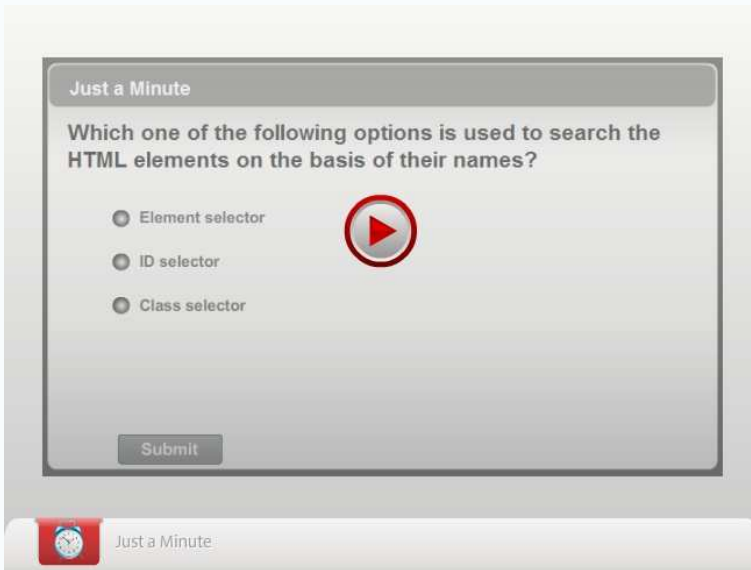 Just a Minute
Which one of the following options is used to search the
HTML elements on the basis of their names?
Element selector
ID selector
Class selector
Submit
Just a Minute